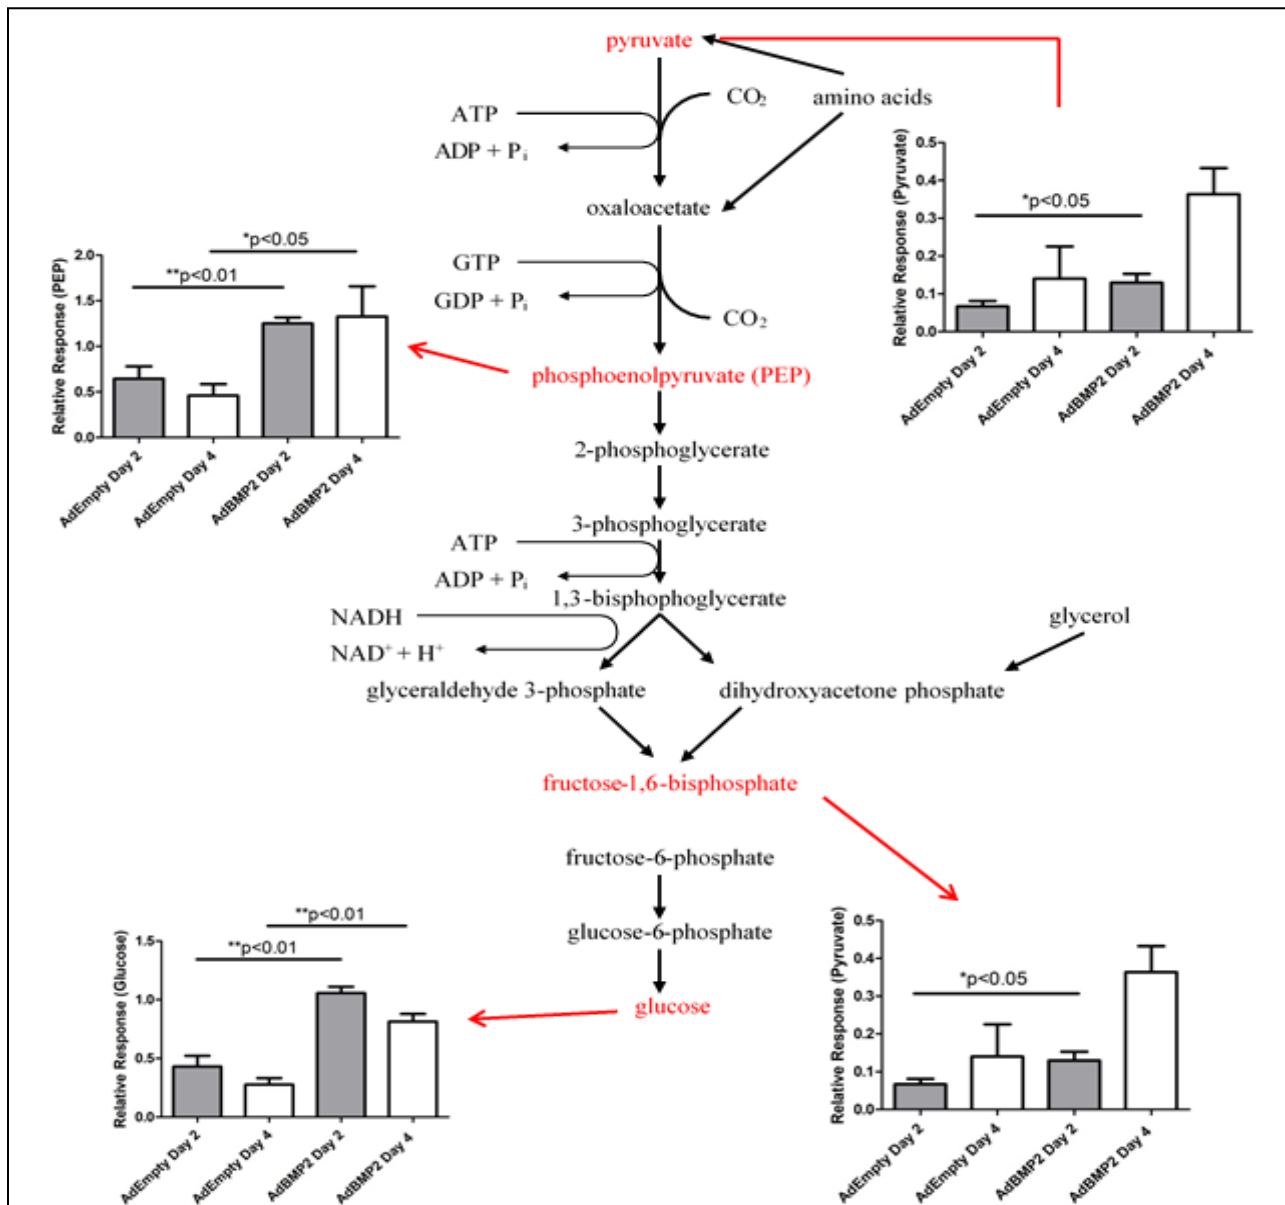 pyruvate
CO2
amino acids
ATP
ADP + Pi
oxaloacetate
GTP
GDP + Pi
CO2
phosphoenolpyruvate (PEP)
2-phosphoglycerate
3-phosphoglycerate
ATP
ADP + Pi
1,3-bisphophoglycerate
NADH
NAD+ + H+
glycerol
glyceraldehyde 3-phosphate
dihydroxyacetone phosphate
fructose-1,6-bisphosphate
fructose-6-phosphate
glucose-6-phosphate
glucose
Relative Response (Pyruvate)
0.5
0.4
0.3
0.2
0.1
0.0
*p<0.05
AdEmpty Day 2
AdEmpty Day 4
AdBMP2 Day 2
AdBMP2 Day 4
Relative Response (PEP)
2.0
1.5
1.0
0.5
0.0
*p<0.05
**p<0.01
AdEmpty Day 2
AdEmpty Day 4
AdBMP2 Day 2
AdBMP2 Day 4
Relative Response (Glucose)
1.5
1.0
0.5
0.0
**p<0.01
**p<0.01
AdEmpty Day 2
AdEmpty Day 4
AdBMP2 Day 2
AdBMP2 Day 4
Relative Response (Pyruvate)
0.5
0.4
0.3
0.2
0.1
0.0
*p<0.05
AdEmpty Day 2
AdEmpty Day 4
AdBMP2 Day 2
AdBMP2 Day 4